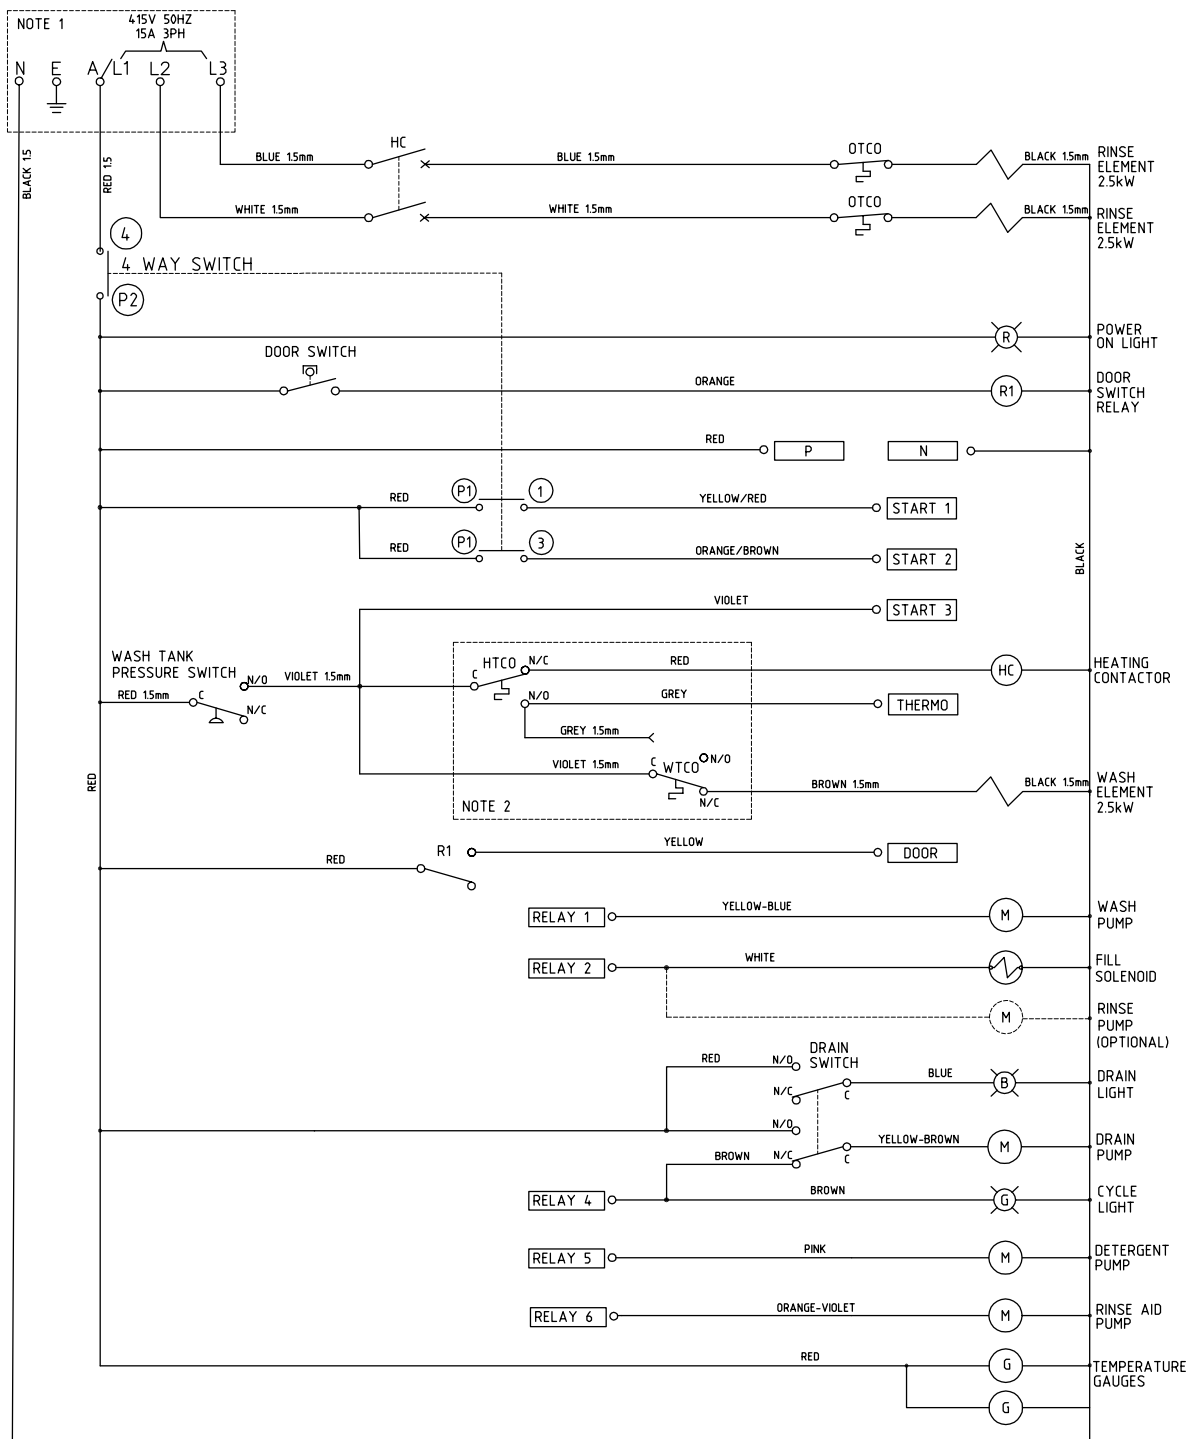 NOTE 1
415V 50HZ
15A 3PH
N E A/L1 L2 L3
BLACK 1.5
RED 1.5
BLUE 1.5mm
HC
BLUE 1.5mm
OTCO
BLACK 1.5mm
RINSE
ELEMENT
2.5kW
WHITE 1.5mm
WHITE 1.5mm
OTCO
BLACK 1.5mm
RINSE
ELEMENT
2.5kW
4
4 WAY SWITCH
P2
R
POWER
ON LIGHT
DOOR SWITCH
ORANGE
R1
DOOR
SWITCH
RELAY
RED
P
N
RED
P1
1
YELLOW/RED
START 1
RED
P1
3
ORANGE/BROWN
START 2
BLACK
VIOLET
START 3
WASH TANK
PRESSURE SWITCH
RED 1.5mm
C
N/O
N/C
VIOLET 1.5mm
C
HTCO
N/C
RED
HC
HEATING
CONTACTOR
N/O
GREY
THERMO
GREY 1.5mm
VIOLET 1.5mm
C
WTCO
N/O
N/C
BROWN 1.5mm
BLACK 1.5mm
WASH
ELEMENT
2.5kW
NOTE 2
RED
RED
R1
YELLOW
DOOR
RELAY 1
YELLOW-BLUE
M
WASH
PUMP
RELAY 2
WHITE
FILL
SOLENOID
M
RINSE
PUMP
(OPTIONAL)
RED
N/O
DRAIN
SWITCH
N/C
C
BLUE
B
DRAIN
LIGHT
N/O
BROWN
N/C
C
YELLOW-BROWN
M
DRAIN
PUMP
RELAY 4
BROWN
G
CYCLE
LIGHT
RELAY 5
PINK
M
DETERGENT
PUMP
RELAY 6
ORANGE-VIOLET
M
RINSE AID
PUMP
RED
G
TEMPERATURE
GAUGES
G